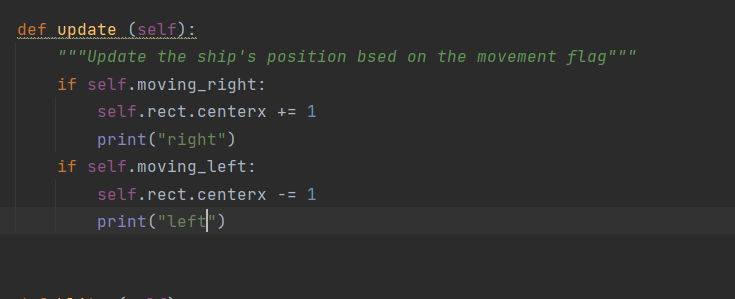 def update (self):
"""Update the ship's position bsed on the movement flag"""
if self.moving_right:
self.rect.centerx += 1
print("right")
if self.moving_left:
self.rect.centerx -= 1
print("left")